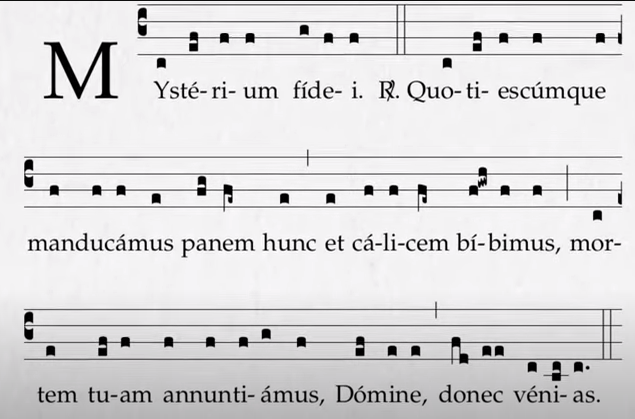 MYsté-ri-um fíde-i. ℟. Quo-ti-escúmque
manducámus panem hunc et cá-li-cem bí-bimus, mor-
tem tu-am annunti-ámus, Dómine, donec véni-as.